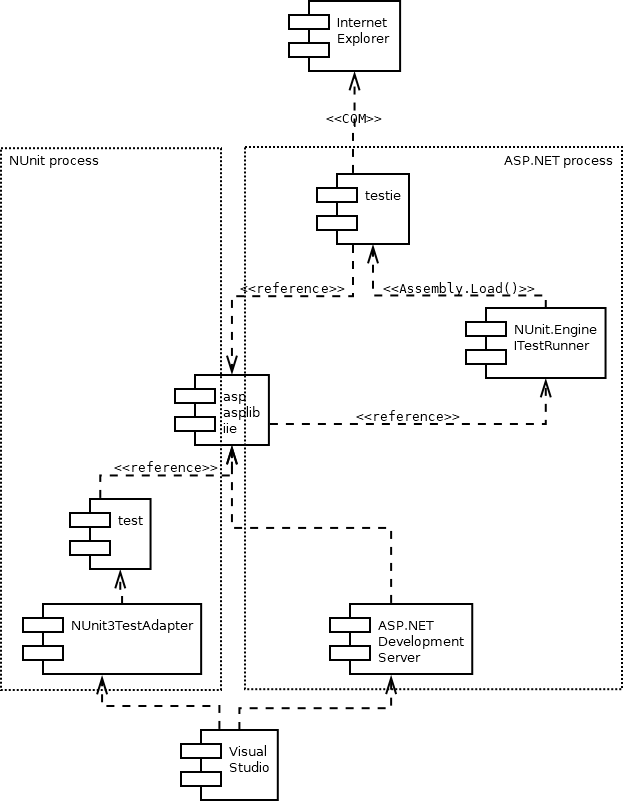 Internet
Explorer
<<COM>>
NUnit process
ASP.NET process
testie
<<reference>>
<<Assembly.Load()>>
NUnit.Engine
ITestRunner
asp
asplib
iie
<<reference>>
<<reference>>
test
NUnit3TestAdapter
ASP.NET
Development
Server
Visual
Studio